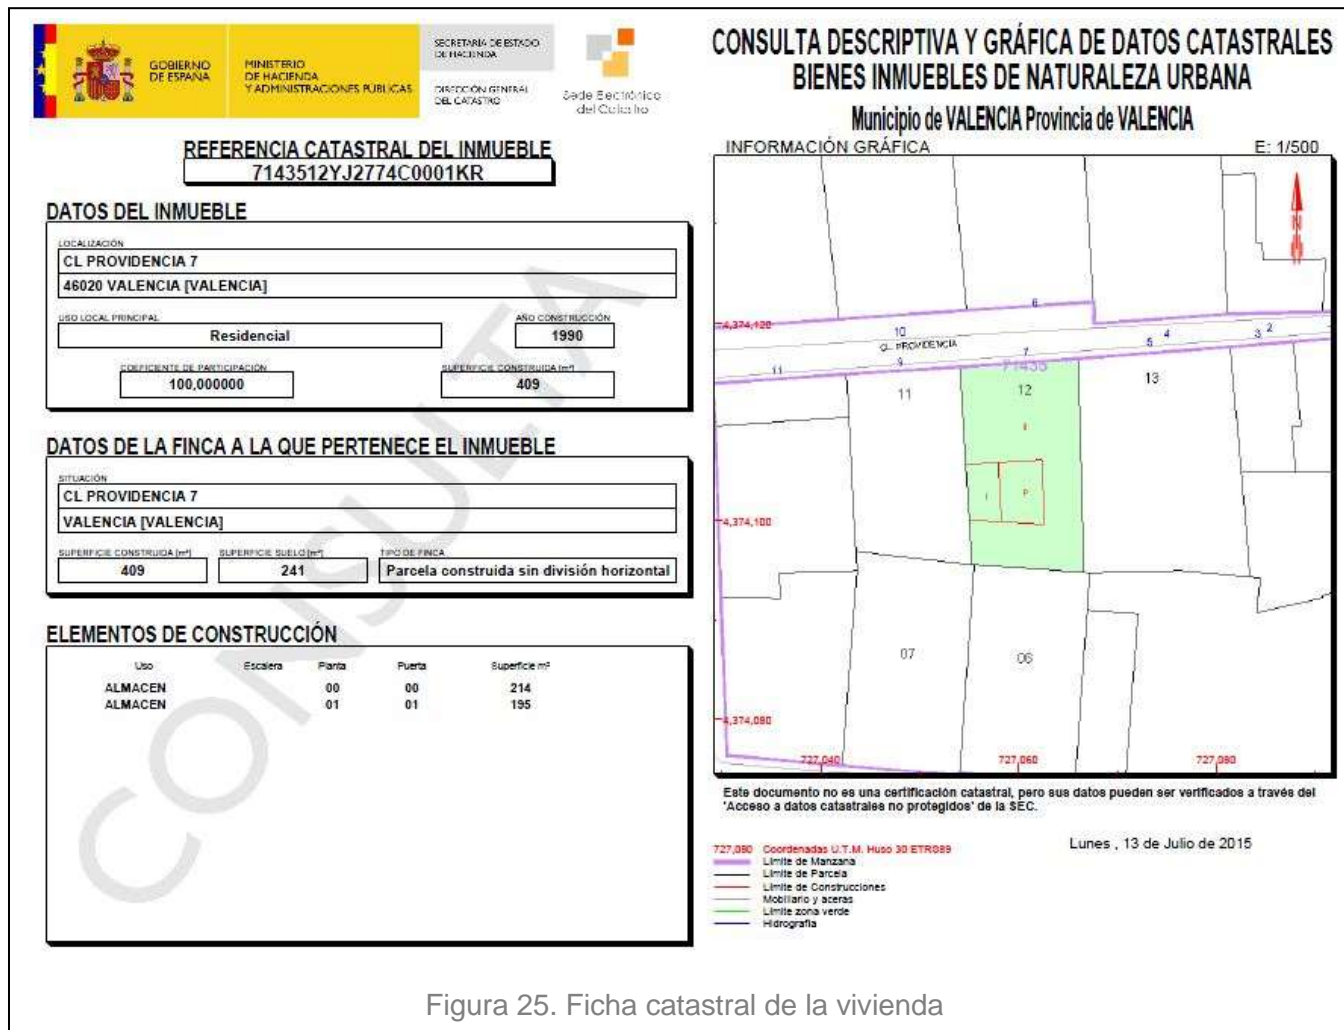 GOBIERNO
DE ESPAÑA
MINISTERIO
DE HACIENDA
Y ADMINISTRACIONES PÚBLICAS
SECRETARÍA DE ESTADO
DE HACIENDA
DIRECCIÓN GENERAL
DEL CATASTRO
Sede Electrónica
del Catastro
CONSULTA DESCRIPTIVA Y GRÁFICA DE DATOS CATASTRALES
BIENES INMUEBLES DE NATURALEZA URBANA
Municipio de VALENCIA Provincia de VALENCIA
REFERENCIA CATASTRAL DEL INMUEBLE
7143512YJ2774C0001KR
DATOS DEL INMUEBLE
LOCALIZACIÓN
CL PROVIDENCIA 7
46020 VALENCIA [VALENCIA]
USO LOCAL PRINCIPAL
AÑO CONSTRUCCIÓN
Residencial
1990
COEFICIENTE DE PARTICIPACIÓN
SUPERFICIE CONSTRUIDA [m²]
100,000000
409
DATOS DE LA FINCA A LA QUE PERTENECE EL INMUEBLE
SITUACIÓN
CL PROVIDENCIA 7
VALENCIA [VALENCIA]
SUPERFICIE CONSTRUIDA [m²]
SUPERFICIE SUELO [m²]
TIPO DE FINCA
409
241
Parcela construida sin división horizontal
ELEMENTOS DE CONSTRUCCIÓN
Uso Escalera Planta Puerta Superficie m²
ALMACEN 00 00 214
ALMACEN 01 01 195
CONSULTA
INFORMACIÓN GRÁFICA
E: 1/500
N
6
4,374,120
10
CL PROVIDENCIA
4
3 2
11
9
7
5
71435
11
12
13
I
P
4,374,100
07
06
4,374,080
727,040
727,060
727,080
Este documento no es una certificación catastral, pero sus datos pueden ser verificados a través del
'Acceso a datos catastrales no protegidos' de la SEC.
727,080 Coordenadas U.T.M. Huso 30 ETRS89
Límite de Manzana
Límite de Parcela
Límite de Construcciones
Mobiliario y aceras
Límite zona verde
Hidrografía
Lunes , 13 de Julio de 2015
Figura 25. Ficha catastral de la vivienda